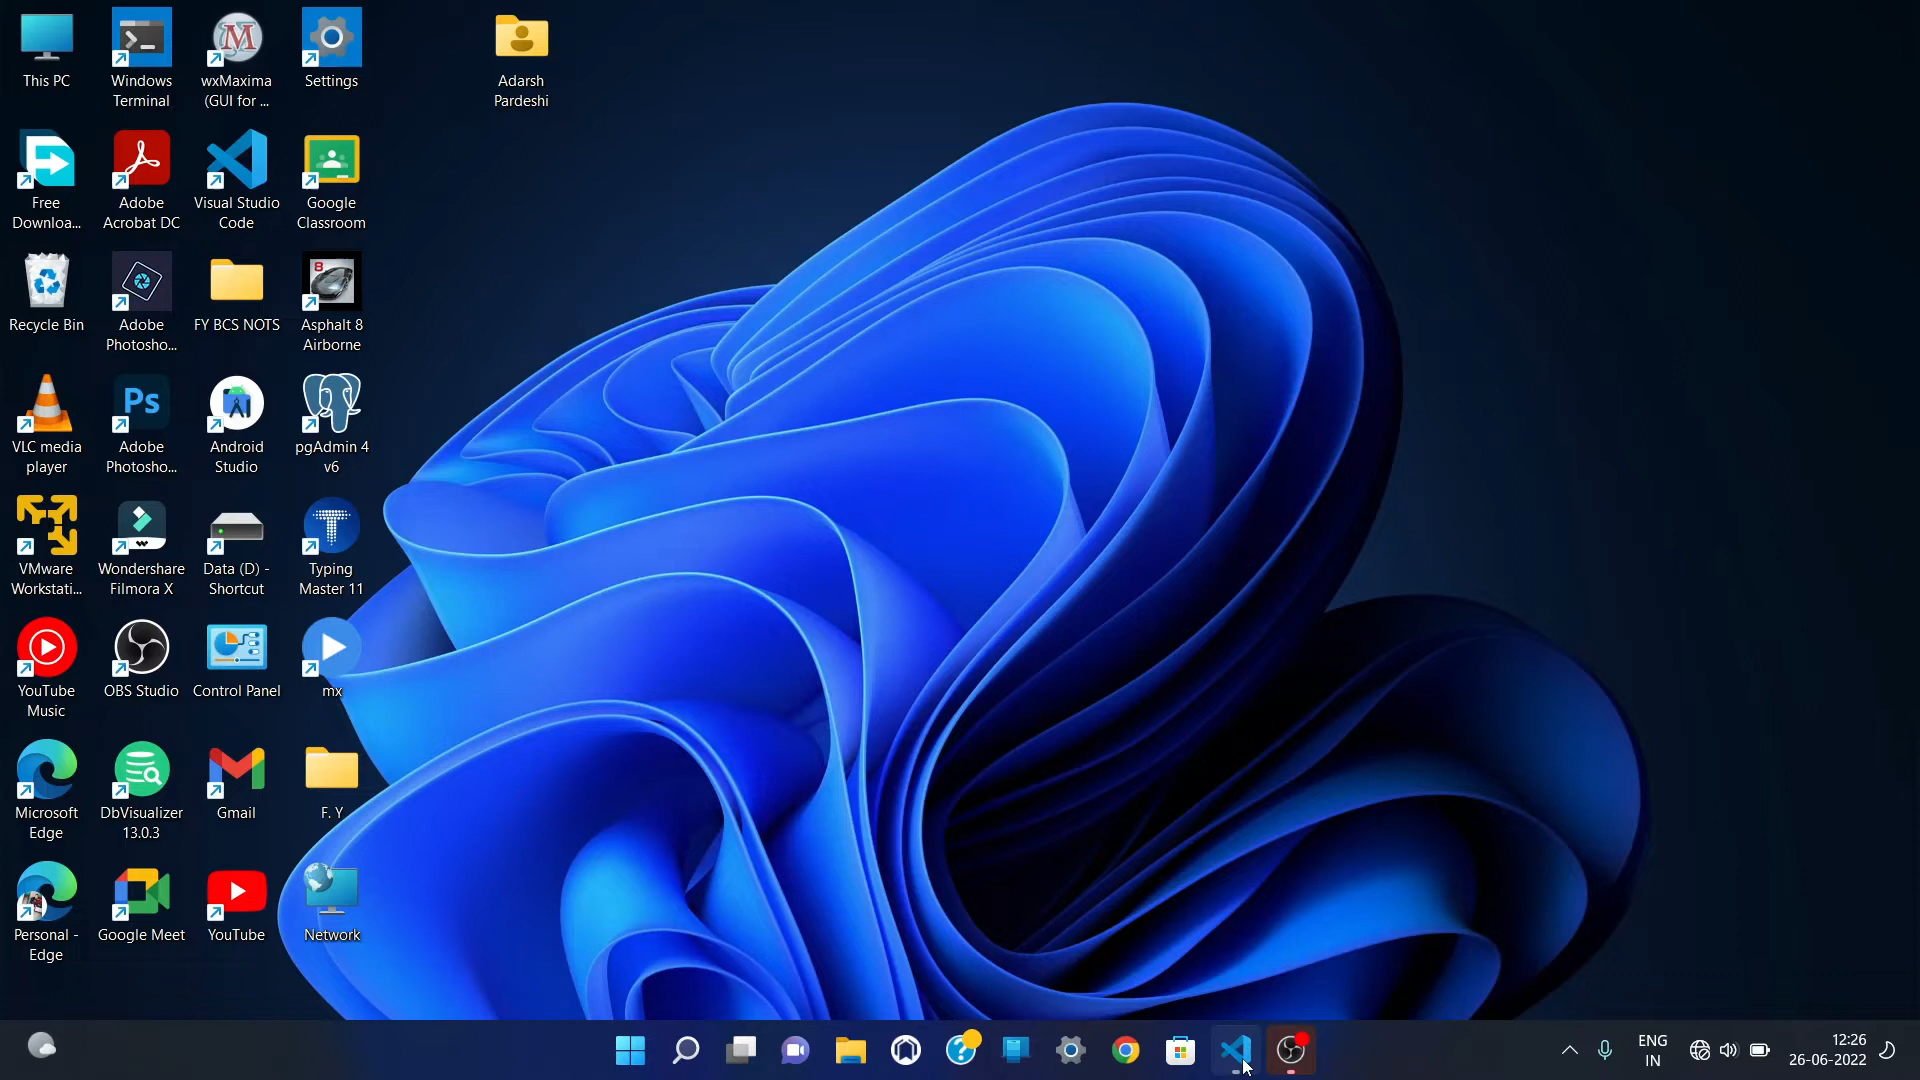 This PC
Windows
Terminal
wxMaxima
(GUI for ...
Settings
Adarsh
Pardeshi
Free
Downloa...
Adobe
Acrobat DC
Visual Studio
Code
Google
Classroom
Recycle Bin
Adobe
Photosho...
FY BCS NOTS
8
Asphalt 8
Airborne
VLC media
player
Ps
Adobe
Photosho...
Android
Studio
pgAdmin 4
v6
VMware
Workstati...
Wondershare
Filmora X
Data (D) -
Shortcut
Typing
Master 11
YouTube
Music
OBS Studio
Control Panel
mx
Microsoft
Edge
DbVisualizer
13.0.3
Gmail
F. Y
Personal -
Edge
Google Meet
YouTube
Network
ENG
IN
12:26
26-06-2022